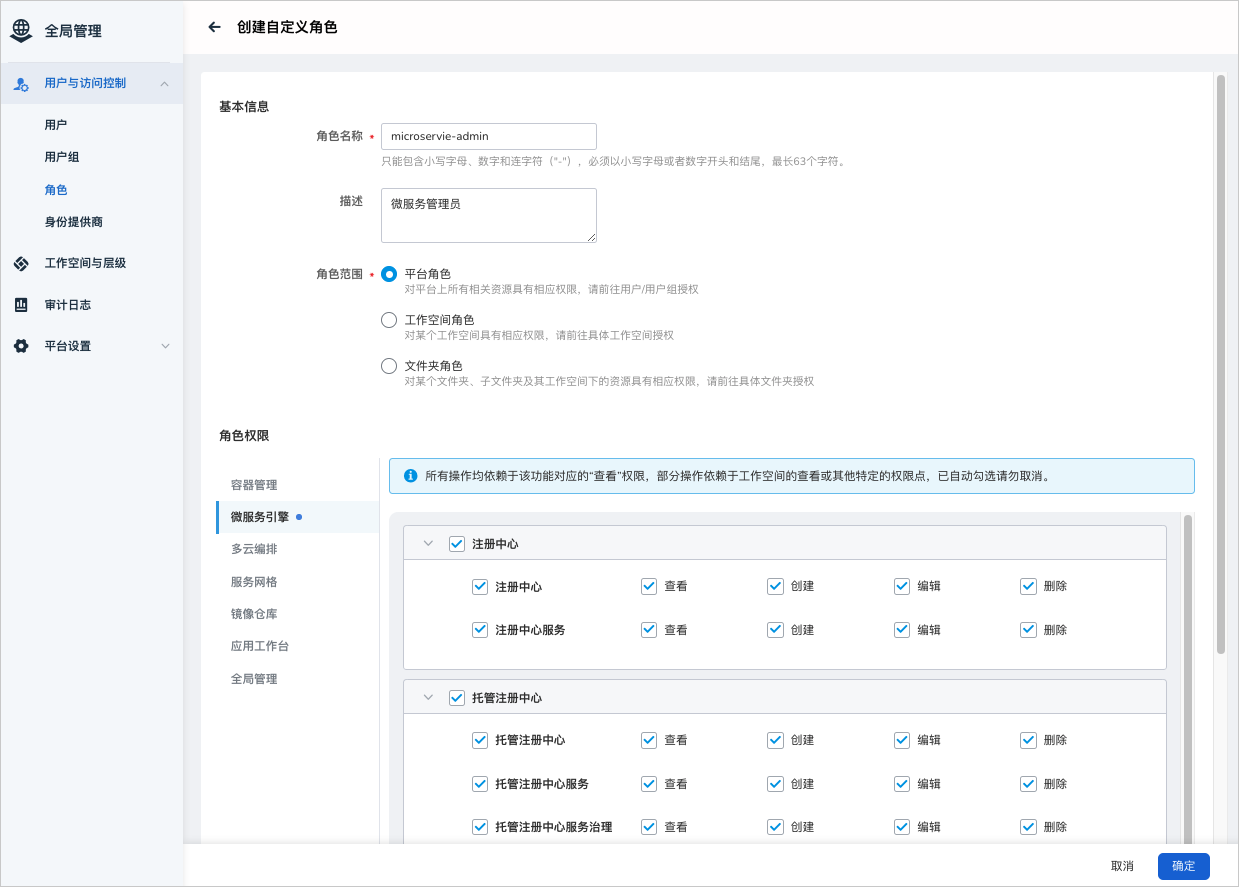 全局管理
创建自定义角色
用户与访问控制
用户
用户组
角色
身份提供商
工作空间与层级
审计日志
平台设置
基本信息
角色名称 * microservie-admin
只能包含小写字母、数字和连字符（"-"），必须以小写字母或者数字开头和结尾，最长63个字符。
描述 微服务管理员
角色范围 * 平台角色
对平台上所有相关资源具有相应权限，请前往用户/用户组授权
工作空间角色
对某个工作空间具有相应权限，请前往具体工作空间授权
文件夹角色
对某个文件夹、子文件夹及其工作空间下的资源具有相应权限，请前往具体文件夹授权
角色权限
容器管理
微服务引擎
多云编排
服务网格
镜像仓库
应用工作台
全局管理
所有操作均依赖于该功能对应的“查看”权限，部分操作依赖于工作空间的查看或其他特定的权限点，已自动勾选请勿取消。
注册中心
注册中心 查看 创建 编辑 删除
注册中心服务 查看 创建 编辑 删除
托管注册中心
托管注册中心 查看 创建 编辑 删除
托管注册中心服务 查看 创建 编辑 删除
托管注册中心服务治理 查看 创建 编辑 删除
取消 确定